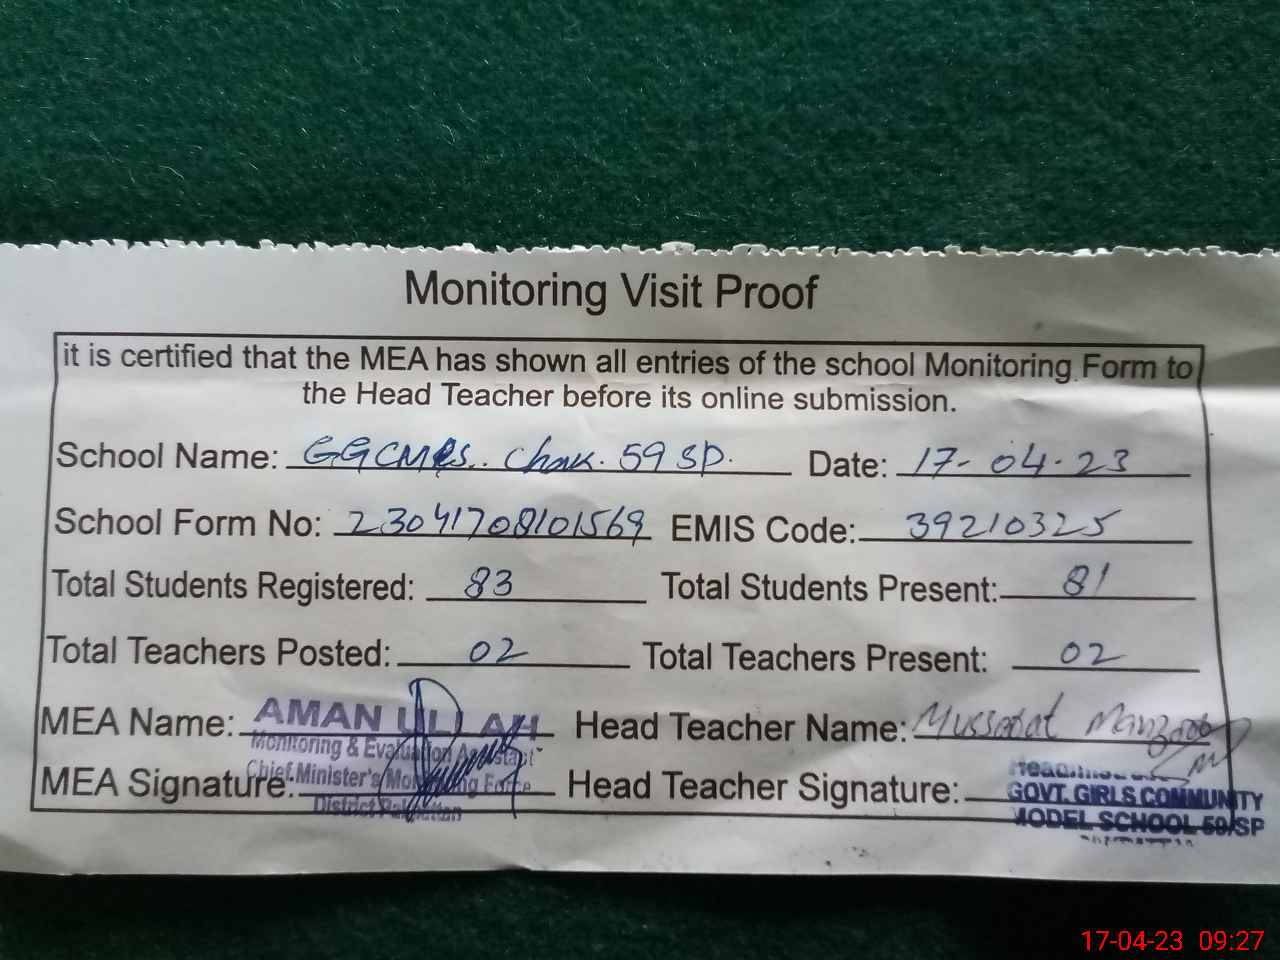 Monitoring Visit Proof
it is certified that the MEA has shown all entries of the school Monitoring Form to
the Head Teacher before its online submission.
School Name: GGCMES. Chak. 59 SP. Date: 17-04-23
School Form No: 23041708101569 EMIS Code: 39210325
Total Students Registered: 83 Total Students Present: 81
Total Teachers Posted: 02 Total Teachers Present: 02
MEA Name: AMAN ULLAH Head Teacher Name: Mussarat Manzoor
Monitoring & Evaluation Assistant
MEA Signature: Chief Minister's Monitoring Force Head Teacher Signature:
District Pakpattan
GOVT. GIRLS COMMUNITY
MODEL SCHOOL 59/SP
17-04-23 09:27